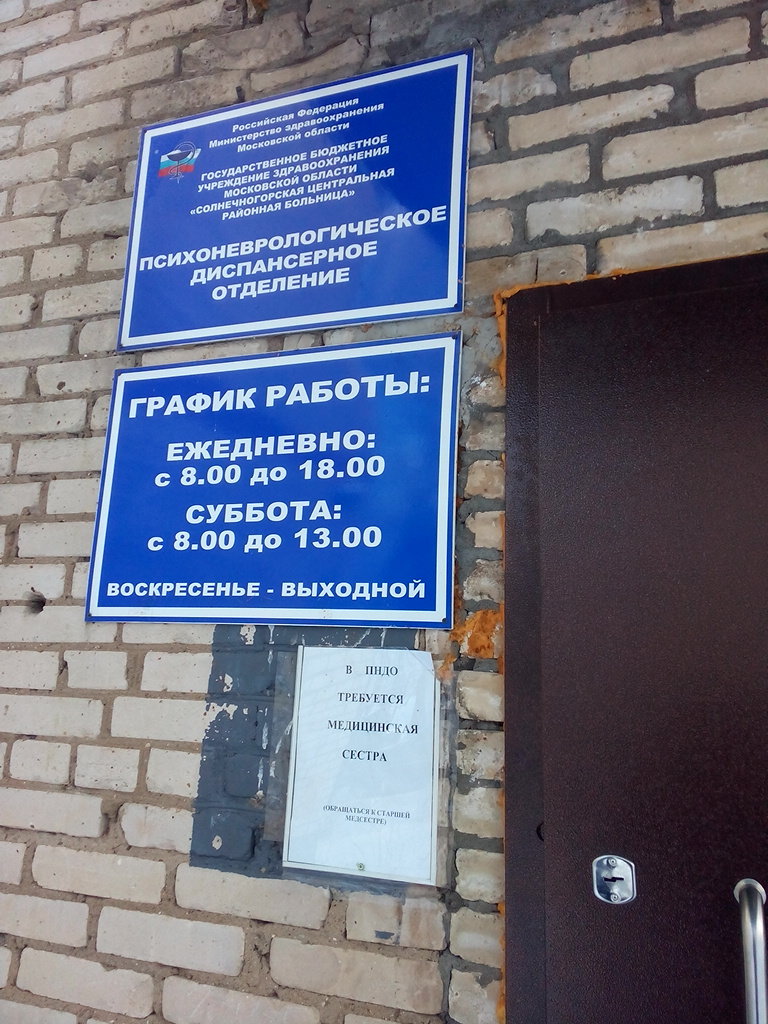 Российская Федерация
Министерство здравоохранения
Московской области
ГОСУДАРСТВЕННОЕ БЮДЖЕТНОЕ
УЧРЕЖДЕНИЕ ЗДРАВООХРАНЕНИЯ
МОСКОВСКОЙ ОБЛАСТИ
«СОЛНЕЧНОГОРСКАЯ ЦЕНТРАЛЬНАЯ
РАЙОННАЯ БОЛЬНИЦА»
ПСИХОНЕВРОЛОГИЧЕСКОЕ
ДИСПАНСЕРНОЕ
ОТДЕЛЕНИЕ
ГРАФИК РАБОТЫ:
ЕЖЕДНЕВНО:
с 8.00 до 18.00
СУББОТА:
с 8.00 до 13.00
ВОСКРЕСЕНЬЕ - ВЫХОДНОЙ
В ПНДО
ТРЕБУЕТСЯ
МЕДИЦИНСКАЯ
СЕСТРА
(ОБРАЩАТЬСЯ К СТАРШЕЙ
МЕДСЕСТРЕ)